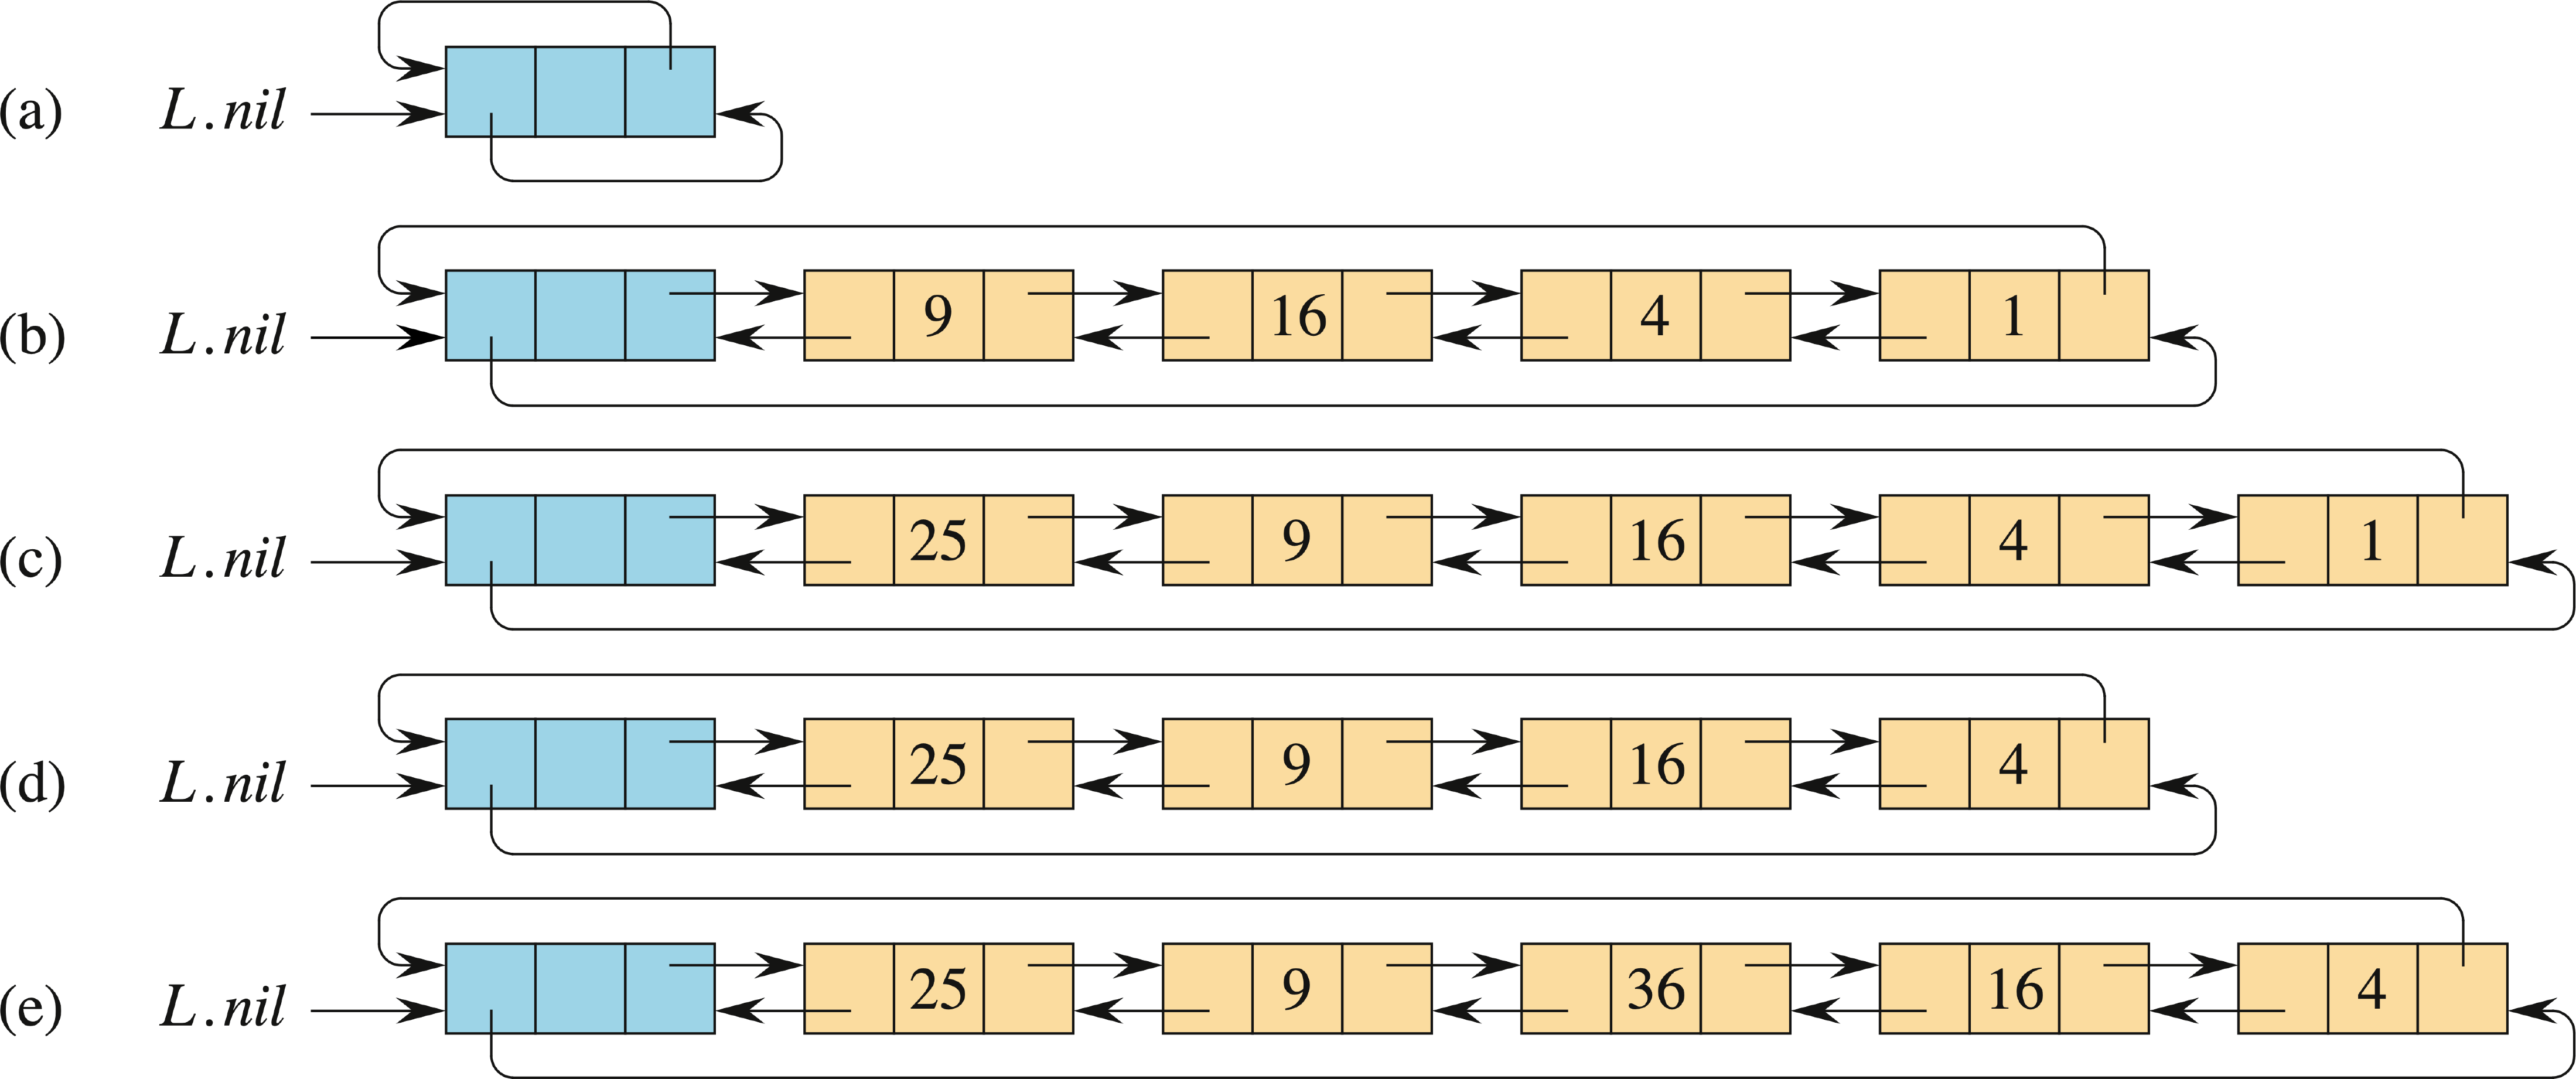 (a) L.nil
(b) L.nil 9 16 4 1
(c) L.nil 25 9 16 4 1
(d) L.nil 25 9 16 4
(e) L.nil 25 9 36 16 4